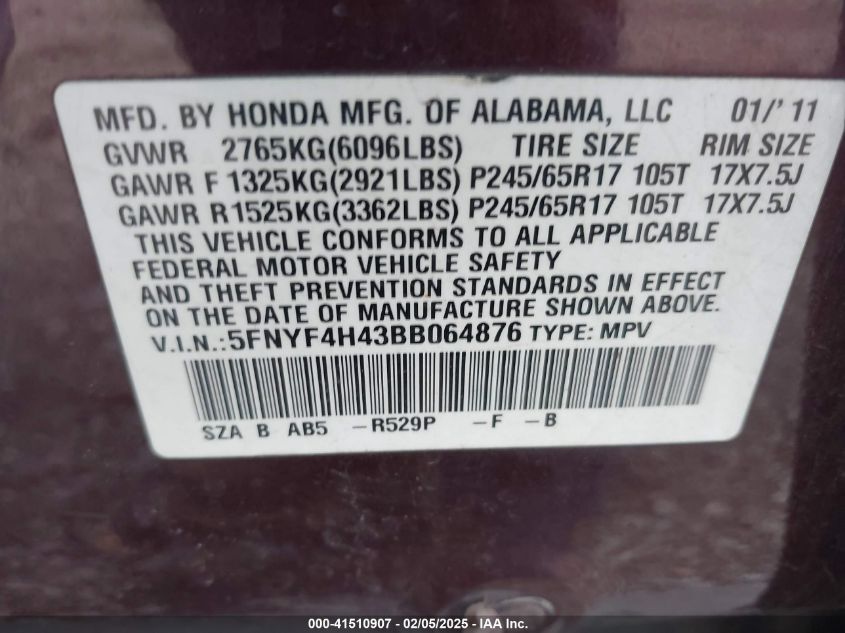 MFD. BY HONDA MFG. OF ALABAMA, LLC 01/'11
GVWR 2765KG(6096LBS) TIRE SIZE RIM SIZE
GAWR F 1325KG(2921LBS) P245/65R17 105T 17X7.5J
GAWR R1525KG(3362LBS) P245/65R17 105T 17X7.5J
THIS VEHICLE CONFORMS TO ALL APPLICABLE
FEDERAL MOTOR VEHICLE SAFETY
AND THEFT PREVENTION STANDARDS IN EFFECT
ON THE DATE OF MANUFACTURE SHOWN ABOVE.
V.I.N.:5FNYF4H43BB064876 TYPE: MPV
SZA B AB5 -R529P -F -B
000-41510907 - 02/05/2025 - IAA Inc.